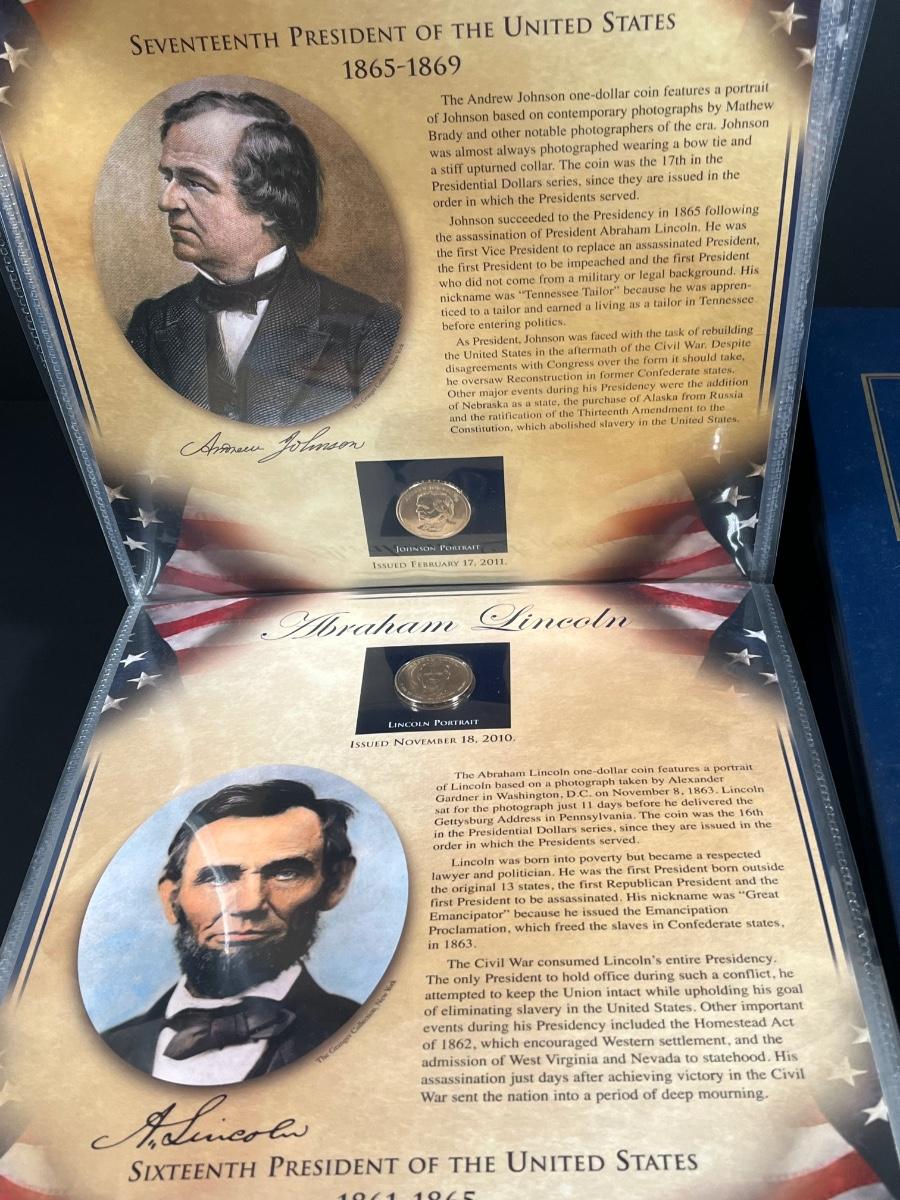 SEVENTEENTH PRESIDENT OF THE UNITED STATES
1865-1869
The Andrew Johnson one-dollar coin features a portrait
of Johnson based on contemporary photographs by Mathew
Brady and other notable photographers of the era. Johnson
was almost always photographed wearing a bow tie and
a stiff upturned collar. The coin was the 17th in the
Presidential Dollars series, since they are issued in the
order in which the Presidents served.
Johnson succeeded to the Presidency in 1865 following
the assassination of President Abraham Lincoln. He was
the first Vice President to replace an assassinated President,
the first President to be impeached and the first President
who did not come from a military or legal background. His
nickname was "Tennessee Tailor" because he was appren-
ticed to a tailor and earned a living as a tailor in Tennessee
before entering politics.
As President, Johnson was faced with the task of rebuilding
the United States in the aftermath of the Civil War. Despite
disagreements with Congress over the form it should take,
he oversaw Reconstruction in former Confederate states.
Other major events during his Presidency were the addition
of Nebraska as a state, the purchase of Alaska from Russia
and the ratification of the Thirteenth Amendment to the
Constitution, which abolished slavery in the United States.
Andrew Johnson
JOHNSON PORTRAIT
ISSUED FEBRUARY 17, 2011.
Abraham Lincoln
LINCOLN PORTRAIT
ISSUED NOVEMBER 18, 2010.
The Abraham Lincoln one-dollar coin features a portrait
of Lincoln based on a photograph taken by Alexander
Gardner in Washington, D.C. on November 8, 1863. Lincoln
sat for the photograph just 11 days before he delivered the
Gettysburg Address in Pennsylvania. The coin was the 16th
in the Presidential Dollars series, since they are issued in the
order in which the Presidents served.
Lincoln was born into poverty but became a respected
lawyer and politician. He was the first President born outside
the original 13 states, the first Republican President and the
first President to be assassinated. His nickname was "Great
Emancipator" because he issued the Emancipation
Proclamation, which freed the slaves in Confederate states,
in 1863.
The Civil War consumed Lincoln's entire Presidency.
The only President to hold office during such a conflict, he
attempted to keep the Union intact while upholding his goal
of eliminating slavery in the United States. Other important
events during his Presidency included the Homestead Act
of 1862, which encouraged Western settlement, and the
admission of West Virginia and Nevada to statehood. His
assassination just days after achieving victory in the Civil
War sent the nation into a period of deep mourning.
The Granger Collection, New York
A. Lincoln
SIXTEENTH PRESIDENT OF THE UNITED STATES
1861-1865